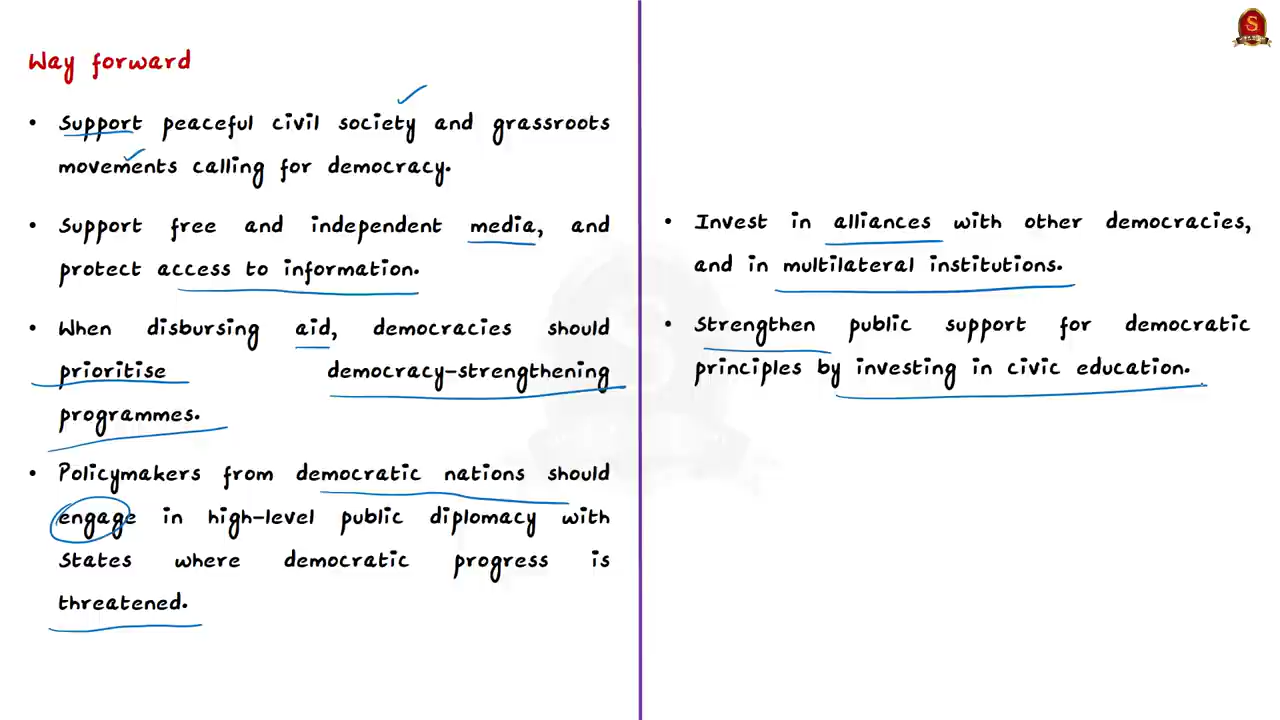 Way forward
• Support peaceful civil society and grassroots
movements calling for democracy.
• Support free and independent media, and
protect access to information.
• When disbursing aid, democracies should
prioritise democracy-strengthening
programmes.
• Policymakers from democratic nations should
engage in high-level public diplomacy with
States where democratic progress is
threatened.
• Invest in alliances with other democracies,
and in multilateral institutions.
• Strengthen public support for democratic
principles by investing in civic education.
S